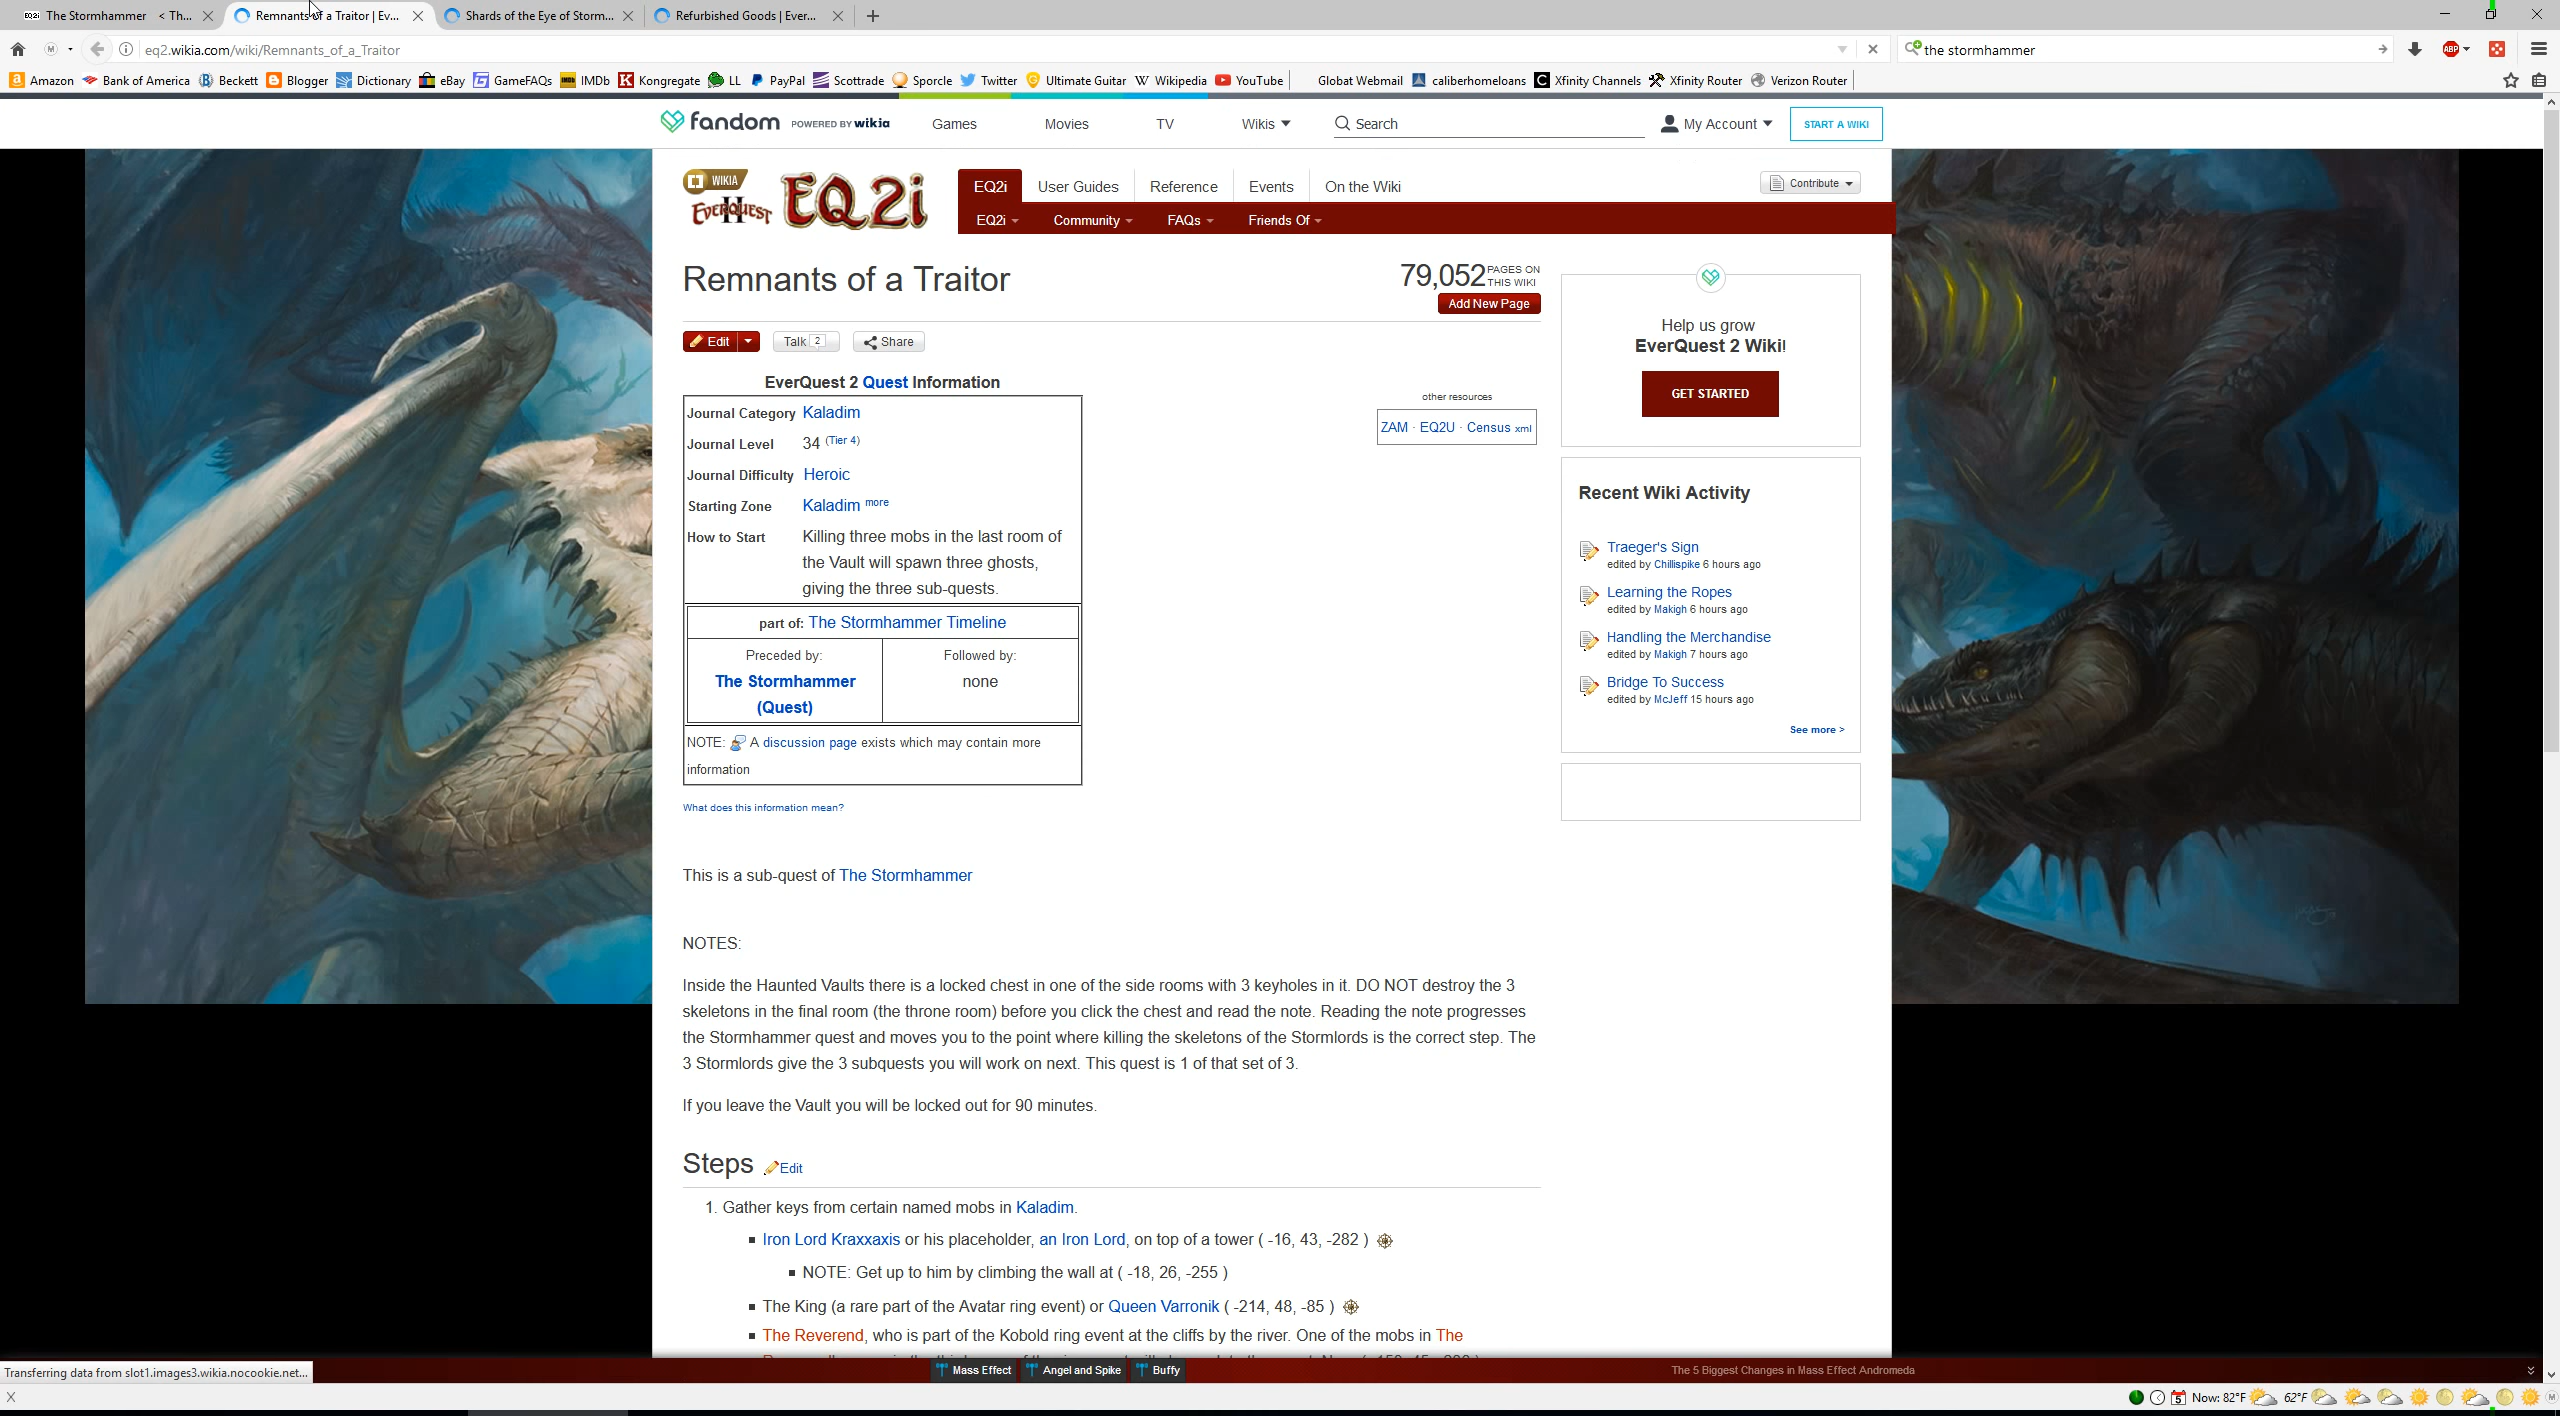 The Stormhammer < Th...
Remnants of a Traitor | Ev...
Shards of the Eye of Storm...
Refurbished Goods | Ever...
eq2.wikia.com/wiki/Remnants_of_a_Traitor
the stormhammer
ABP
Amazon Bank of America Beckett Blogger Dictionary eBay GameFAQs IMDb Kongregate LL PayPal Scottrade Sporcle Twitter Ultimate Guitar Wikipedia YouTube Globat Webmail caliberhomeloans Xfinity Channels Xfinity Router Verizon Router
fandom POWERED BY wikia Games Movies TV Wikis Search My Account START A WIKI
WIKIA
EVERQUEST II
EQ2i
EQ2i User Guides Reference Events On the Wiki Contribute
EQ2i Community FAQs Friends Of
Remnants of a Traitor
79,052 PAGES ON THIS WIKI
Add New Page
Edit Talk 2 Share
EverQuest 2 Quest Information
Journal Category Kaladim
Journal Level 34 (Tier 4)
Journal Difficulty Heroic
Starting Zone Kaladim more
How to Start Killing three mobs in the last room of
the Vault will spawn three ghosts,
giving the three sub-quests.
part of: The Stormhammer Timeline
Preceded by: Followed by:
The Stormhammer none
(Quest)
NOTE: A discussion page exists which may contain more
information
What does this information mean?
other resources
ZAM · EQ2U · Census xml
Help us grow
EverQuest 2 Wiki!
GET STARTED
Recent Wiki Activity
Traeger's Sign
edited by Chillispike 6 hours ago
Learning the Ropes
edited by Makigh 6 hours ago
Handling the Merchandise
edited by Makigh 7 hours ago
Bridge To Success
edited by McJeff 15 hours ago
See more >
This is a sub-quest of The Stormhammer
NOTES:
Inside the Haunted Vaults there is a locked chest in one of the side rooms with 3 keyholes in it. DO NOT destroy the 3
skeletons in the final room (the throne room) before you click the chest and read the note. Reading the note progresses
the Stormhammer quest and moves you to the point where killing the skeletons of the Stormlords is the correct step. The
3 Stormlords give the 3 subquests you will work on next. This quest is 1 of that set of 3.
If you leave the Vault you will be locked out for 90 minutes.
Steps Edit
1. Gather keys from certain named mobs in Kaladim.
Iron Lord Kraxxaxis or his placeholder, an Iron Lord, on top of a tower ( -16, 43, -282 )
NOTE: Get up to him by climbing the wall at ( -18, 26, -255 )
The King (a rare part of the Avatar ring event) or Queen Varronik ( -214, 48, -85 )
The Reverend, who is part of the Kobold ring event at the cliffs by the river. One of the mobs in The
Transferring data from slot1.images3.wikia.nocookie.net...
Mass Effect Angel and Spike Buffy
The 5 Biggest Changes in Mass Effect Andromeda
5 Now: 82°F 62°F